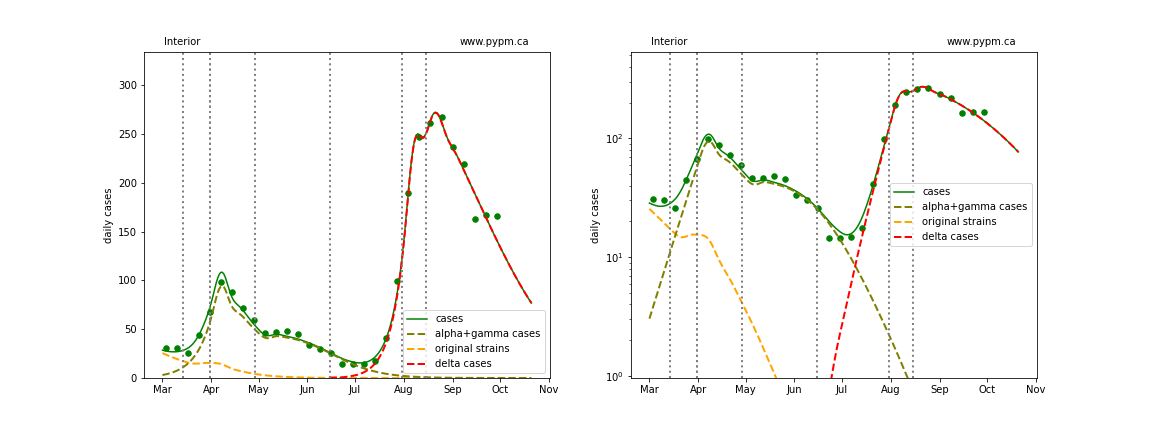 Interior www.pypm.ca
300
250
200
150
100
50
0
daily cases
cases
alpha+gamma cases
original strains
delta cases
Mar Apr May Jun Jul Aug Sep Oct Nov
Interior www.pypm.ca
10²
10¹
10⁰
daily cases
cases
alpha+gamma cases
original strains
delta cases
Mar Apr May Jun Jul Aug Sep Oct Nov